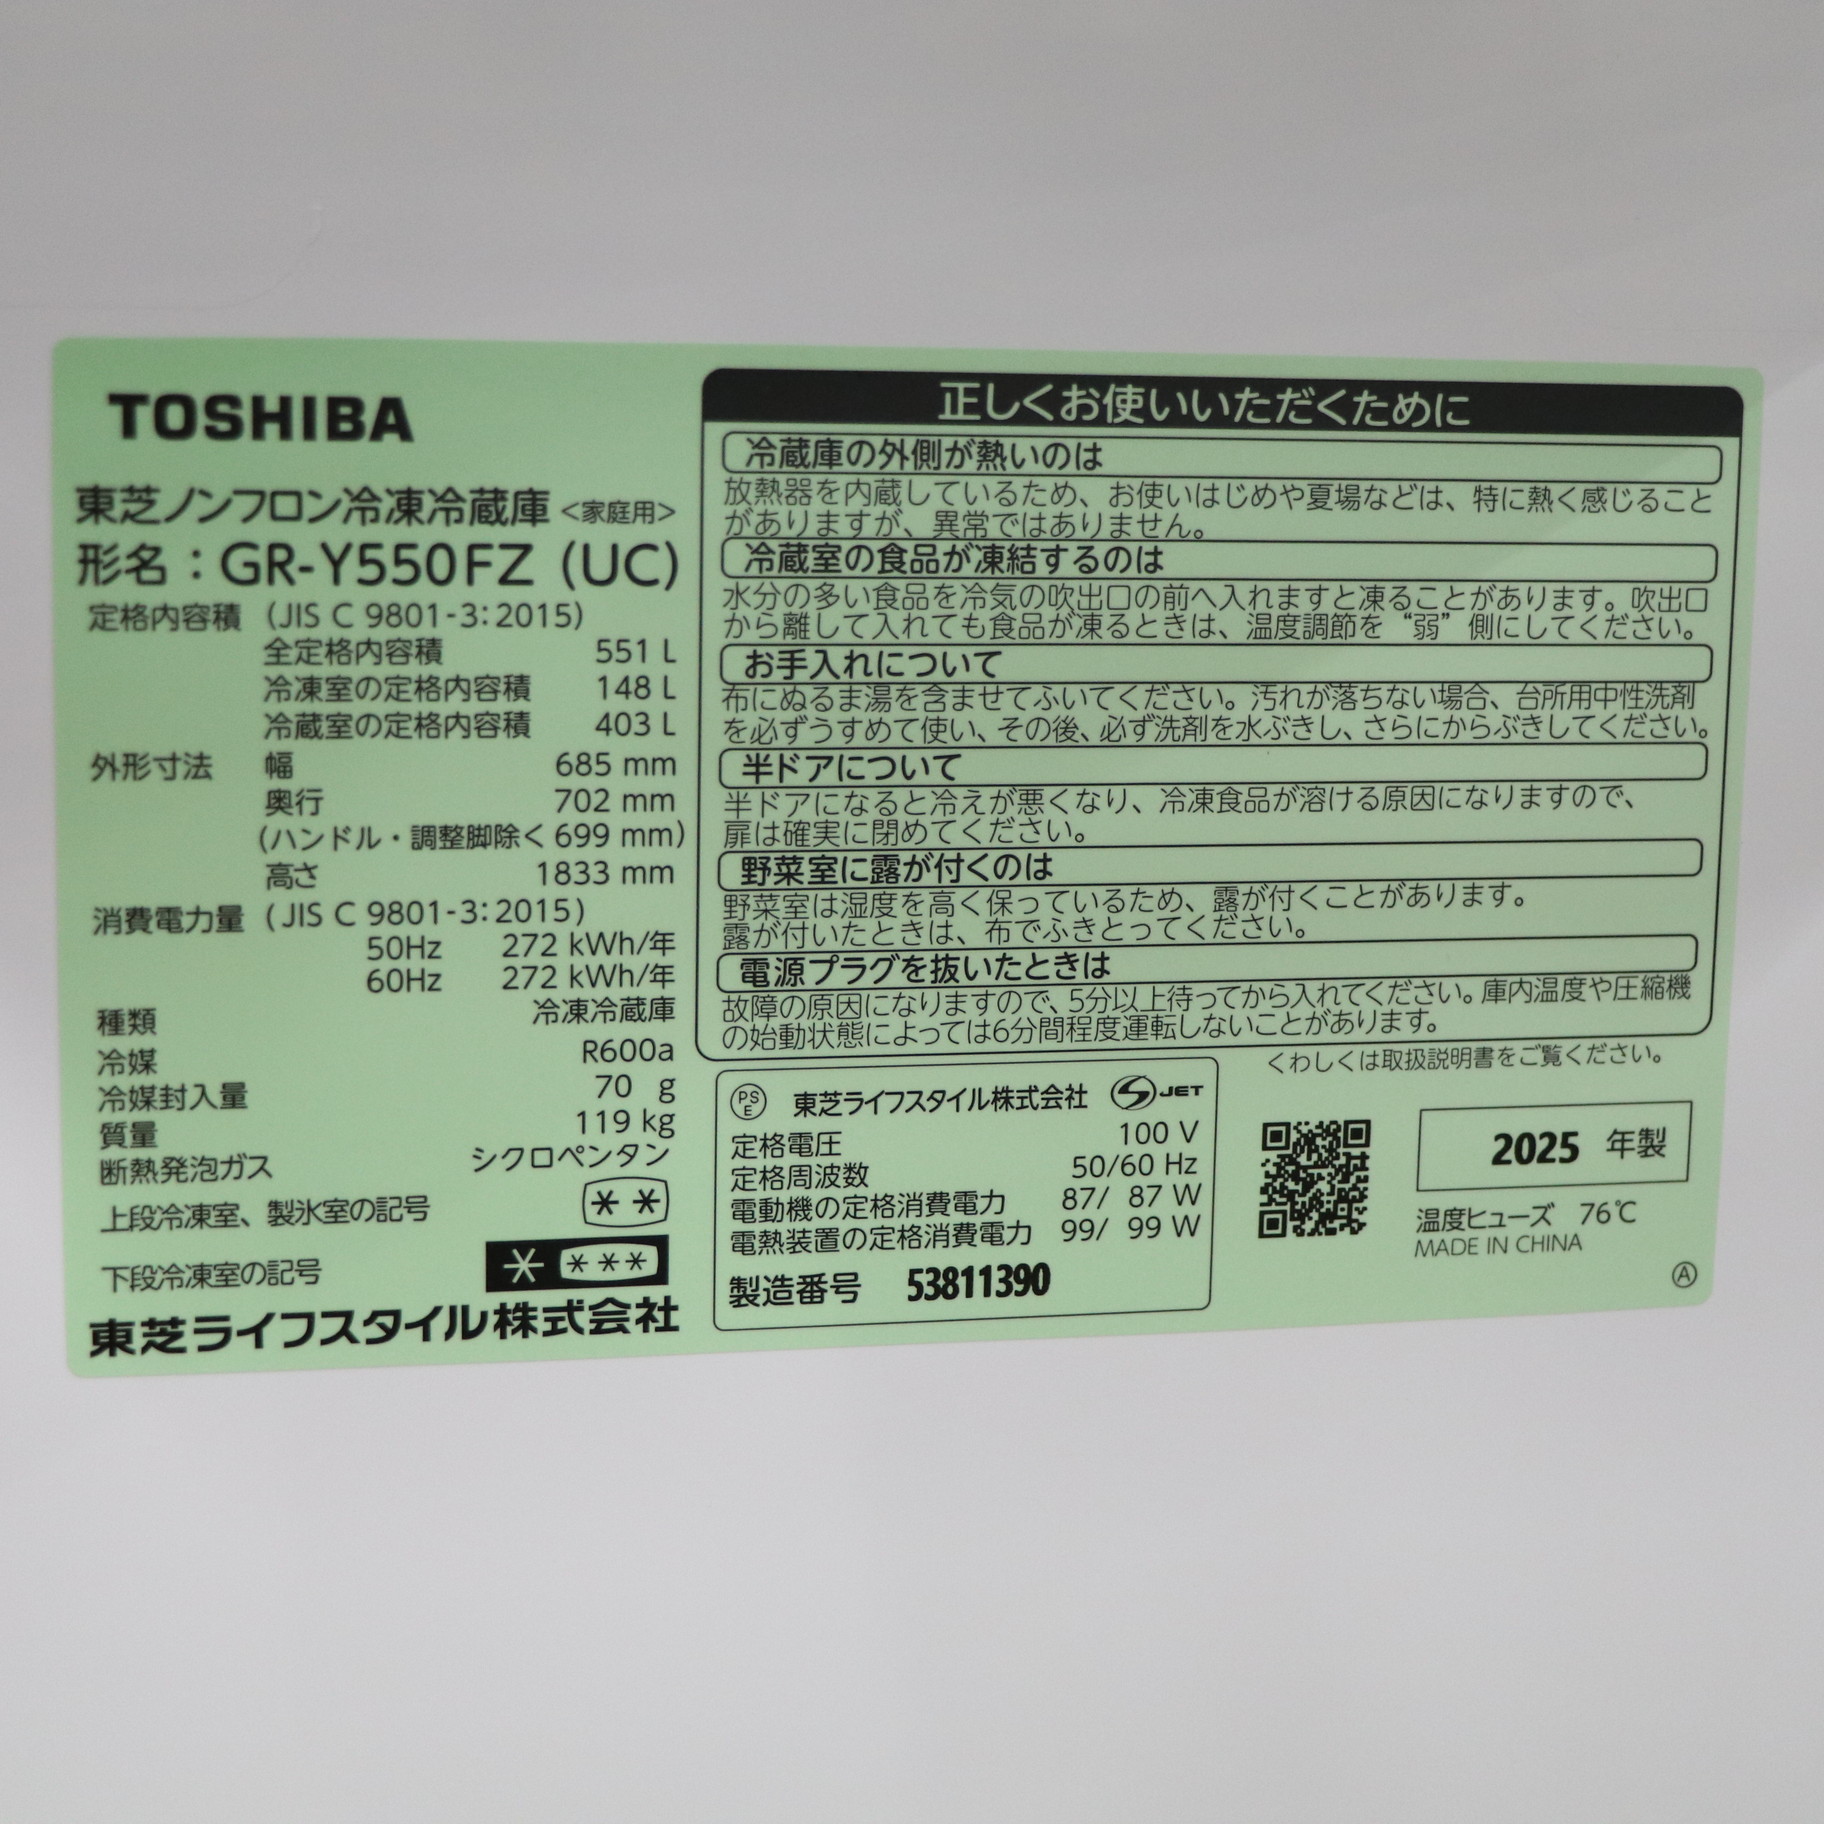 TOSHIBA
東芝ノンフロン冷凍冷蔵庫 <家庭用>
形名:GR-Y550FZ (UC)
定格内容積 (JIS C 9801-3:2015)
全定格内容積 551 L
冷凍室の定格内容積 148 L
冷蔵室の定格内容積 403 L
外形寸法 幅 685 mm
奥行 702 mm
(ハンドル・調整脚除く 699 mm)
高さ 1833 mm
消費電力量 (JIS C 9801-3:2015)
50Hz 272 kWh/年
60Hz 272 kWh/年
種類 冷凍冷蔵庫
冷媒 R600a
冷媒封入量 70 g
質量 119 kg
断熱発泡ガス シクロペンタン
上段冷凍室、製氷室の記号 **
下段冷凍室の記号 * ***
東芝ライフスタイル株式会社
正しくお使いいただくために
冷蔵庫の外側が熱いのは
放熱器を内蔵しているため、お使いはじめや夏場などは、特に熱く感じること
がありますが、異常ではありません。
冷蔵室の食品が凍結するのは
水分の多い食品を冷気の吹出口の前へ入れますと凍ることがあります。吹出口
から離して入れても食品が凍るときは、温度調節を“弱”側にしてください。
お手入れについて
布にぬるま湯を含ませてふいてください。汚れが落ちない場合、台所用中性洗剤
を必ずうすめて使い、その後、必ず洗剤を水ぶきし、さらにからぶきしてください。
半ドアについて
半ドアになると冷えが悪くなり、冷凍食品が溶ける原因になりますので、
扉は確実に閉めてください。
野菜室に露が付くのは
野菜室は湿度を高く保っているため、露が付くことがあります。
露が付いたときは、布でふきとってください。
電源プラグを抜いたときは
故障の原因になりますので、5分以上待ってから入れてください。庫内温度や圧縮機
の始動状態によっては6分間程度運転しないことがあります。
くわしくは取扱説明書をご覧ください。
PSE 東芝ライフスタイル株式会社 JET
定格電圧 100 V
定格周波数 50/60 Hz
電動機の定格消費電力 87/ 87 W
電熱装置の定格消費電力 99/ 99 W
製造番号 53811390
2025 年製
温度ヒューズ 76℃
MADE IN CHINA
Ⓐ